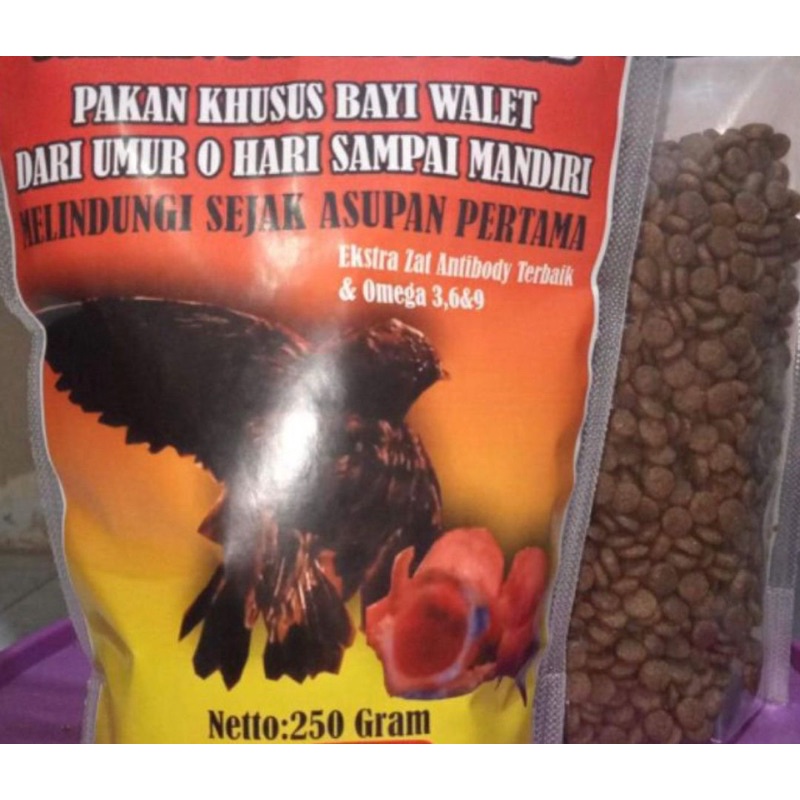 PAKAN KHUSUS BAYI WALET
DARI UMUR 0 HARI SAMPAI MANDIRI
MELINDUNGI SEJAK ASUPAN PERTAMA
Ekstra Zat Antibody Terbaik
& Omega 3,6&9
Netto:250 Gram